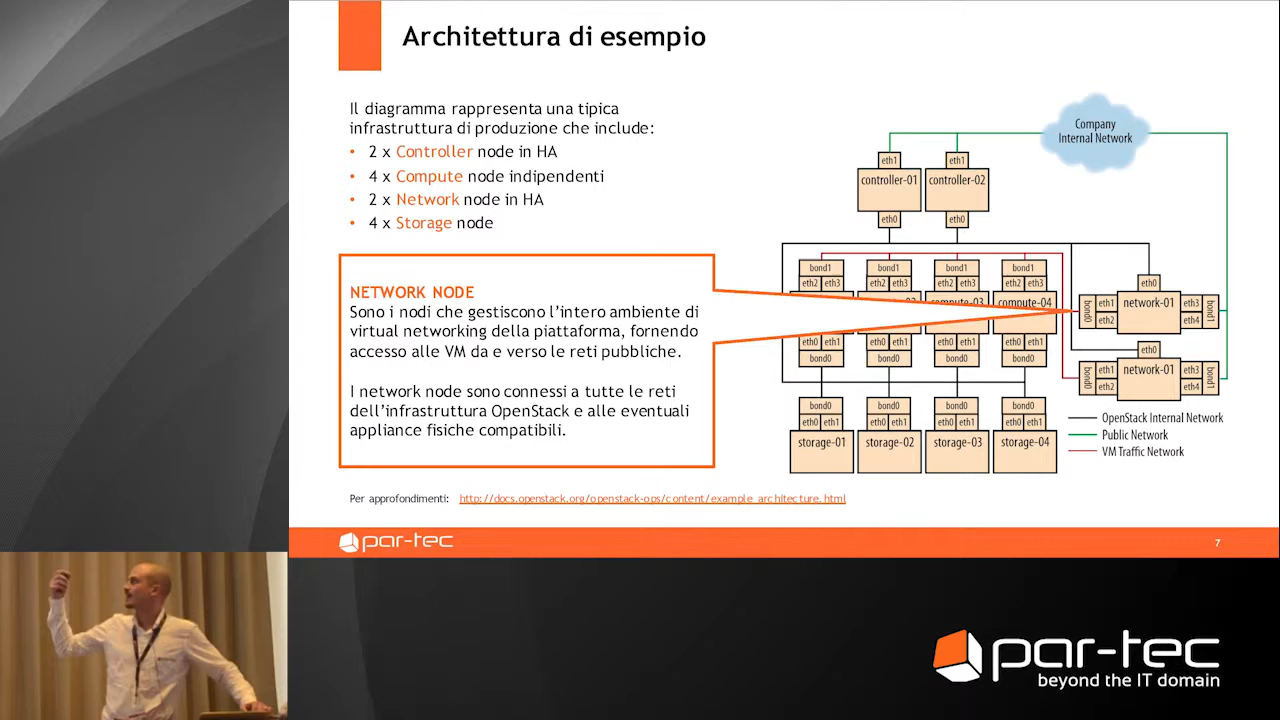 Architettura di esempio
Il diagramma rappresenta una tipica
infrastruttura di produzione che include:
• 2 x Controller node in HA
• 4 x Compute node indipendenti
• 2 x Network node in HA
• 4 x Storage node
NETWORK NODE
Sono i nodi che gestiscono l'intero ambiente di
virtual networking della piattaforma, fornendo
accesso alle VM da e verso le reti pubbliche.
I network node sono connessi a tutte le reti
dell'infrastruttura OpenStack e alle eventuali
appliance fisiche compatibili.
Company
Internal Network
eth1 eth1
controller-01 controller-02
eth0 eth0
bond1 bond1 bond1 bond1
eth2 eth3 eth2 eth3 eth2 eth3 eth2 eth3
compute-03 compute-04
eth0 eth1 eth0 eth1 eth0 eth1 eth0 eth1
bond0 bond0 bond0 bond0
bond0 bond0 bond0 bond0
eth0 eth1 eth0 eth1 eth0 eth1 eth0 eth1
storage-01 storage-02 storage-03 storage-04
eth0
bond0 eth1 eth2 network-01 eth3 eth4 bond1
eth0
bond0 eth1 eth2 network-01 eth3 eth4 bond1
OpenStack Internal Network
Public Network
VM Traffic Network
Per approfondimenti: http://docs.openstack.org/openstack-ops/content/example_architecture.html
par-tec
7
par-tec
beyond the IT domain